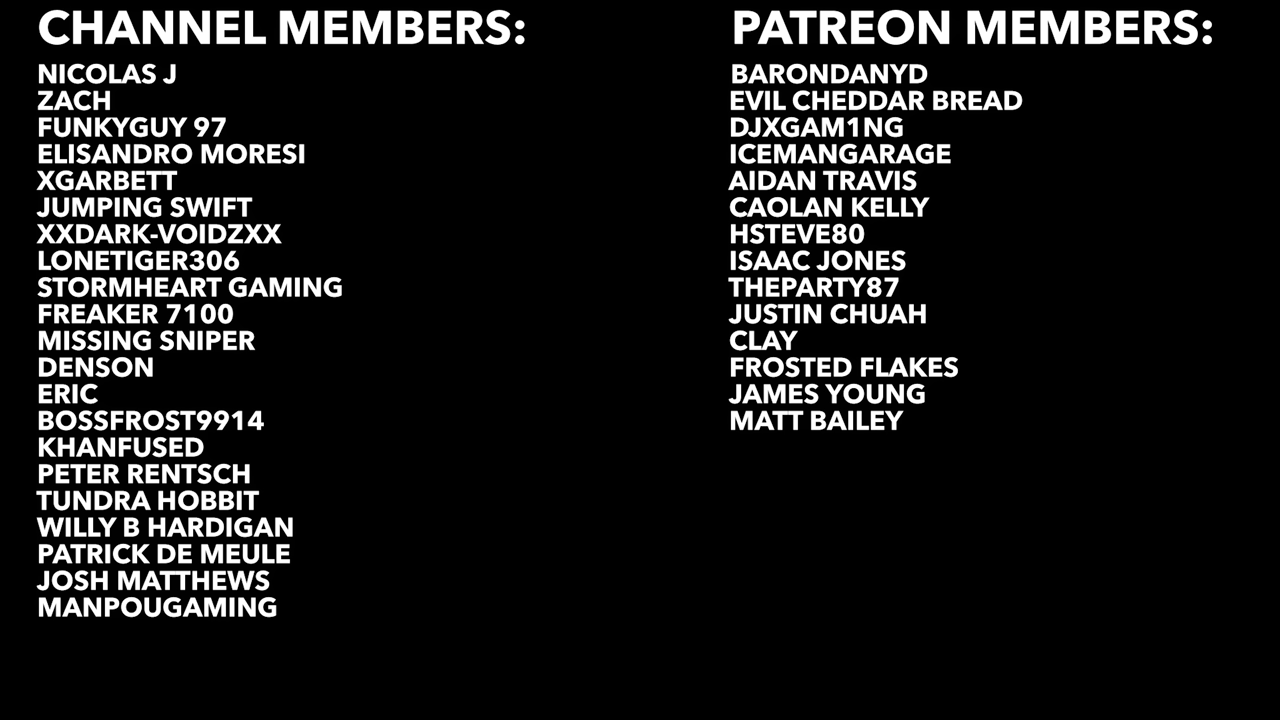 CHANNEL MEMBERS:
NICOLAS J
ZACH
FUNKYGUY 97
ELISANDRO MORESI
XGARBETT
JUMPING SWIFT
XXDARK-VOIDZXX
LONETIGER306
STORMHEART GAMING
FREAKER 7100
MISSING SNIPER
DENSON
ERIC
BOSSFROST9914
KHANFUSED
PETER RENTSCH
TUNDRA HOBBIT
WILLY B HARDIGAN
PATRICK DE MEULE
JOSH MATTHEWS
MANPOUGAMING
PATREON MEMBERS:
BARONDANYD
EVIL CHEDDAR BREAD
DJXGAM1NG
ICEMANGARAGE
AIDAN TRAVIS
CAOLAN KELLY
HSTEVE80
ISAAC JONES
THEPARTY87
JUSTIN CHUAH
CLAY
FROSTED FLAKES
JAMES YOUNG
MATT BAILEY